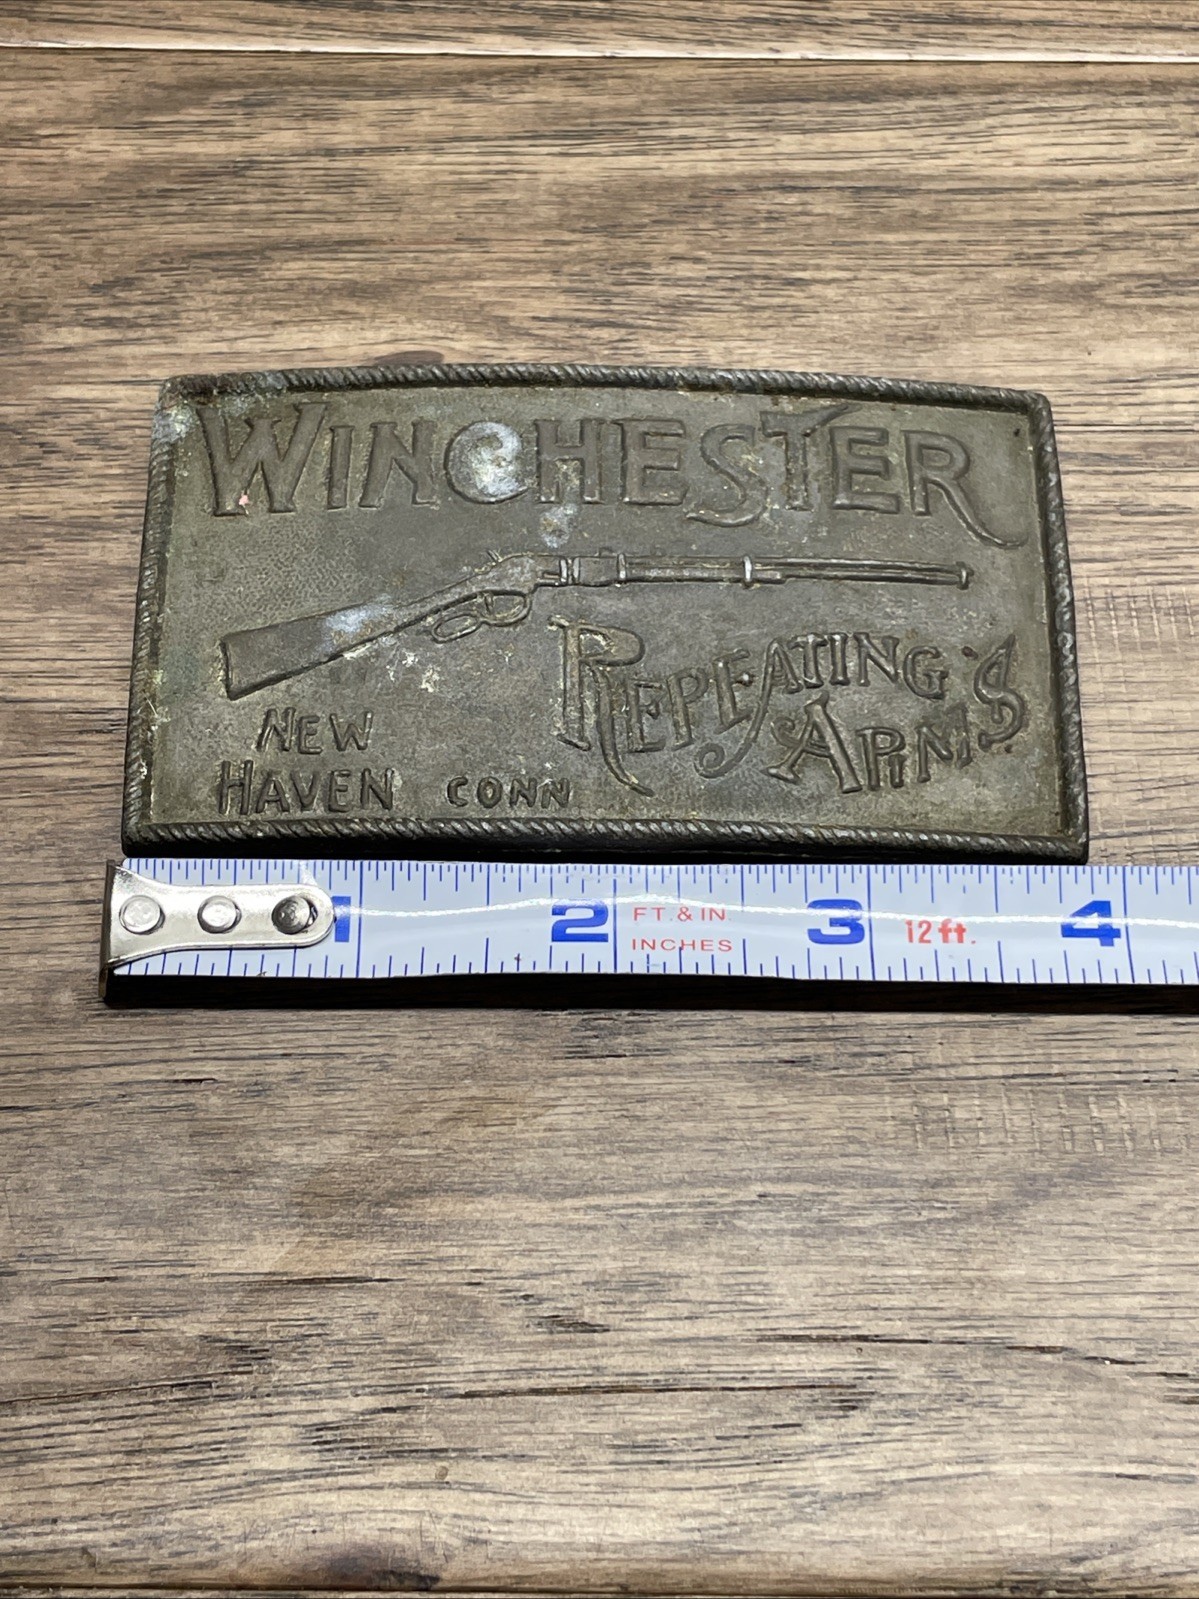 WINCHESTER
REPEATING
ARMS
NEW
HAVEN CONN
1 2 FT. & IN. INCHES 3 12 ft. 4